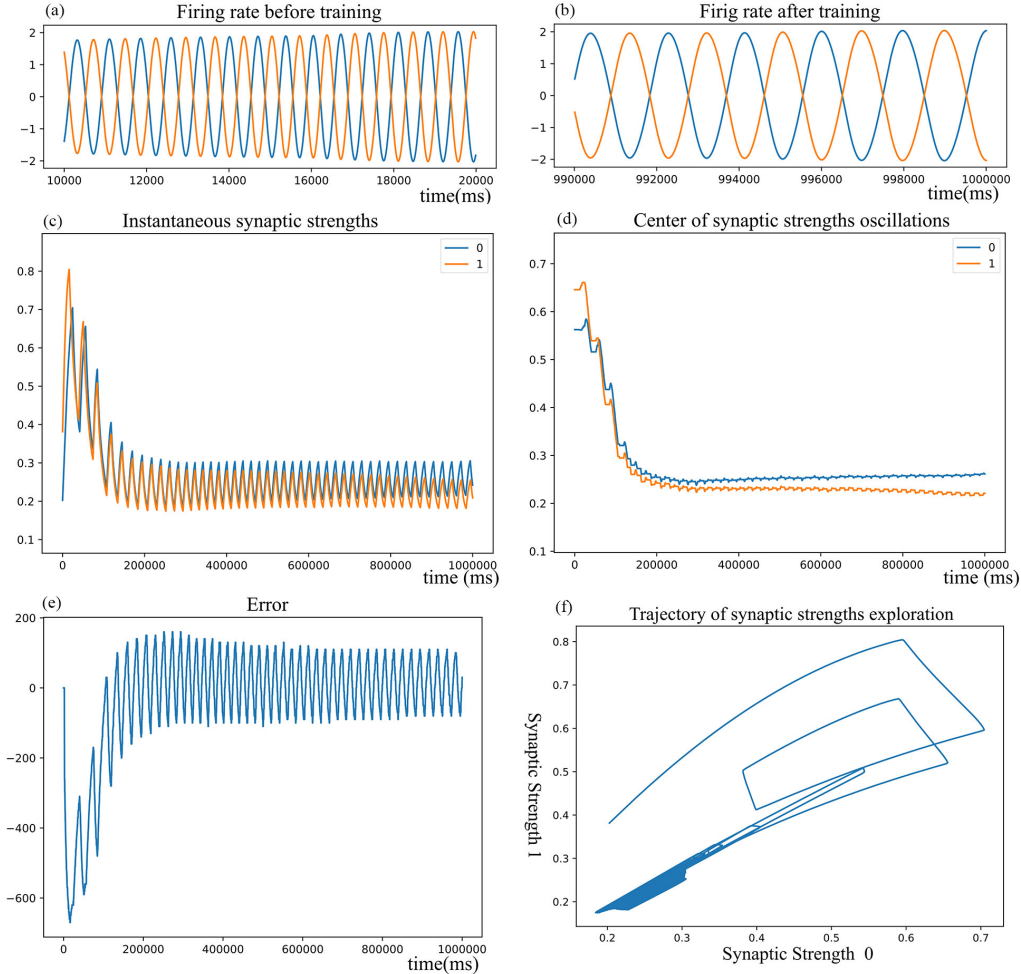 (a) Firing rate before training
2
1
0
−1
−2
10000 12000 14000 16000 18000 20000
time(ms)
(b) Firig rate after training
2
1
0
−1
−2
990000 992000 994000 996000 998000 1000000
time(ms)
(c) Instantaneous synaptic strengths
0
1
0.8
0.7
0.6
0.5
0.4
0.3
0.2
0.1
0 200000 400000 600000 800000 1000000
time (ms)
(d) Center of synaptic strengths oscillations
0
1
0.7
0.6
0.5
0.4
0.3
0.2
0.1
0 200000 400000 600000 800000 1000000
time (ms)
(e) Error
200
0
−200
−400
−600
0 200000 400000 600000 800000 1000000
time(ms)
(f) Trajectory of synaptic strengths exploration
0.8
0.7
0.6
0.5
0.4
0.3
0.2
Synaptic Strength 1
0.2 0.3 0.4 0.5 0.6 0.7
Synaptic Strength 0